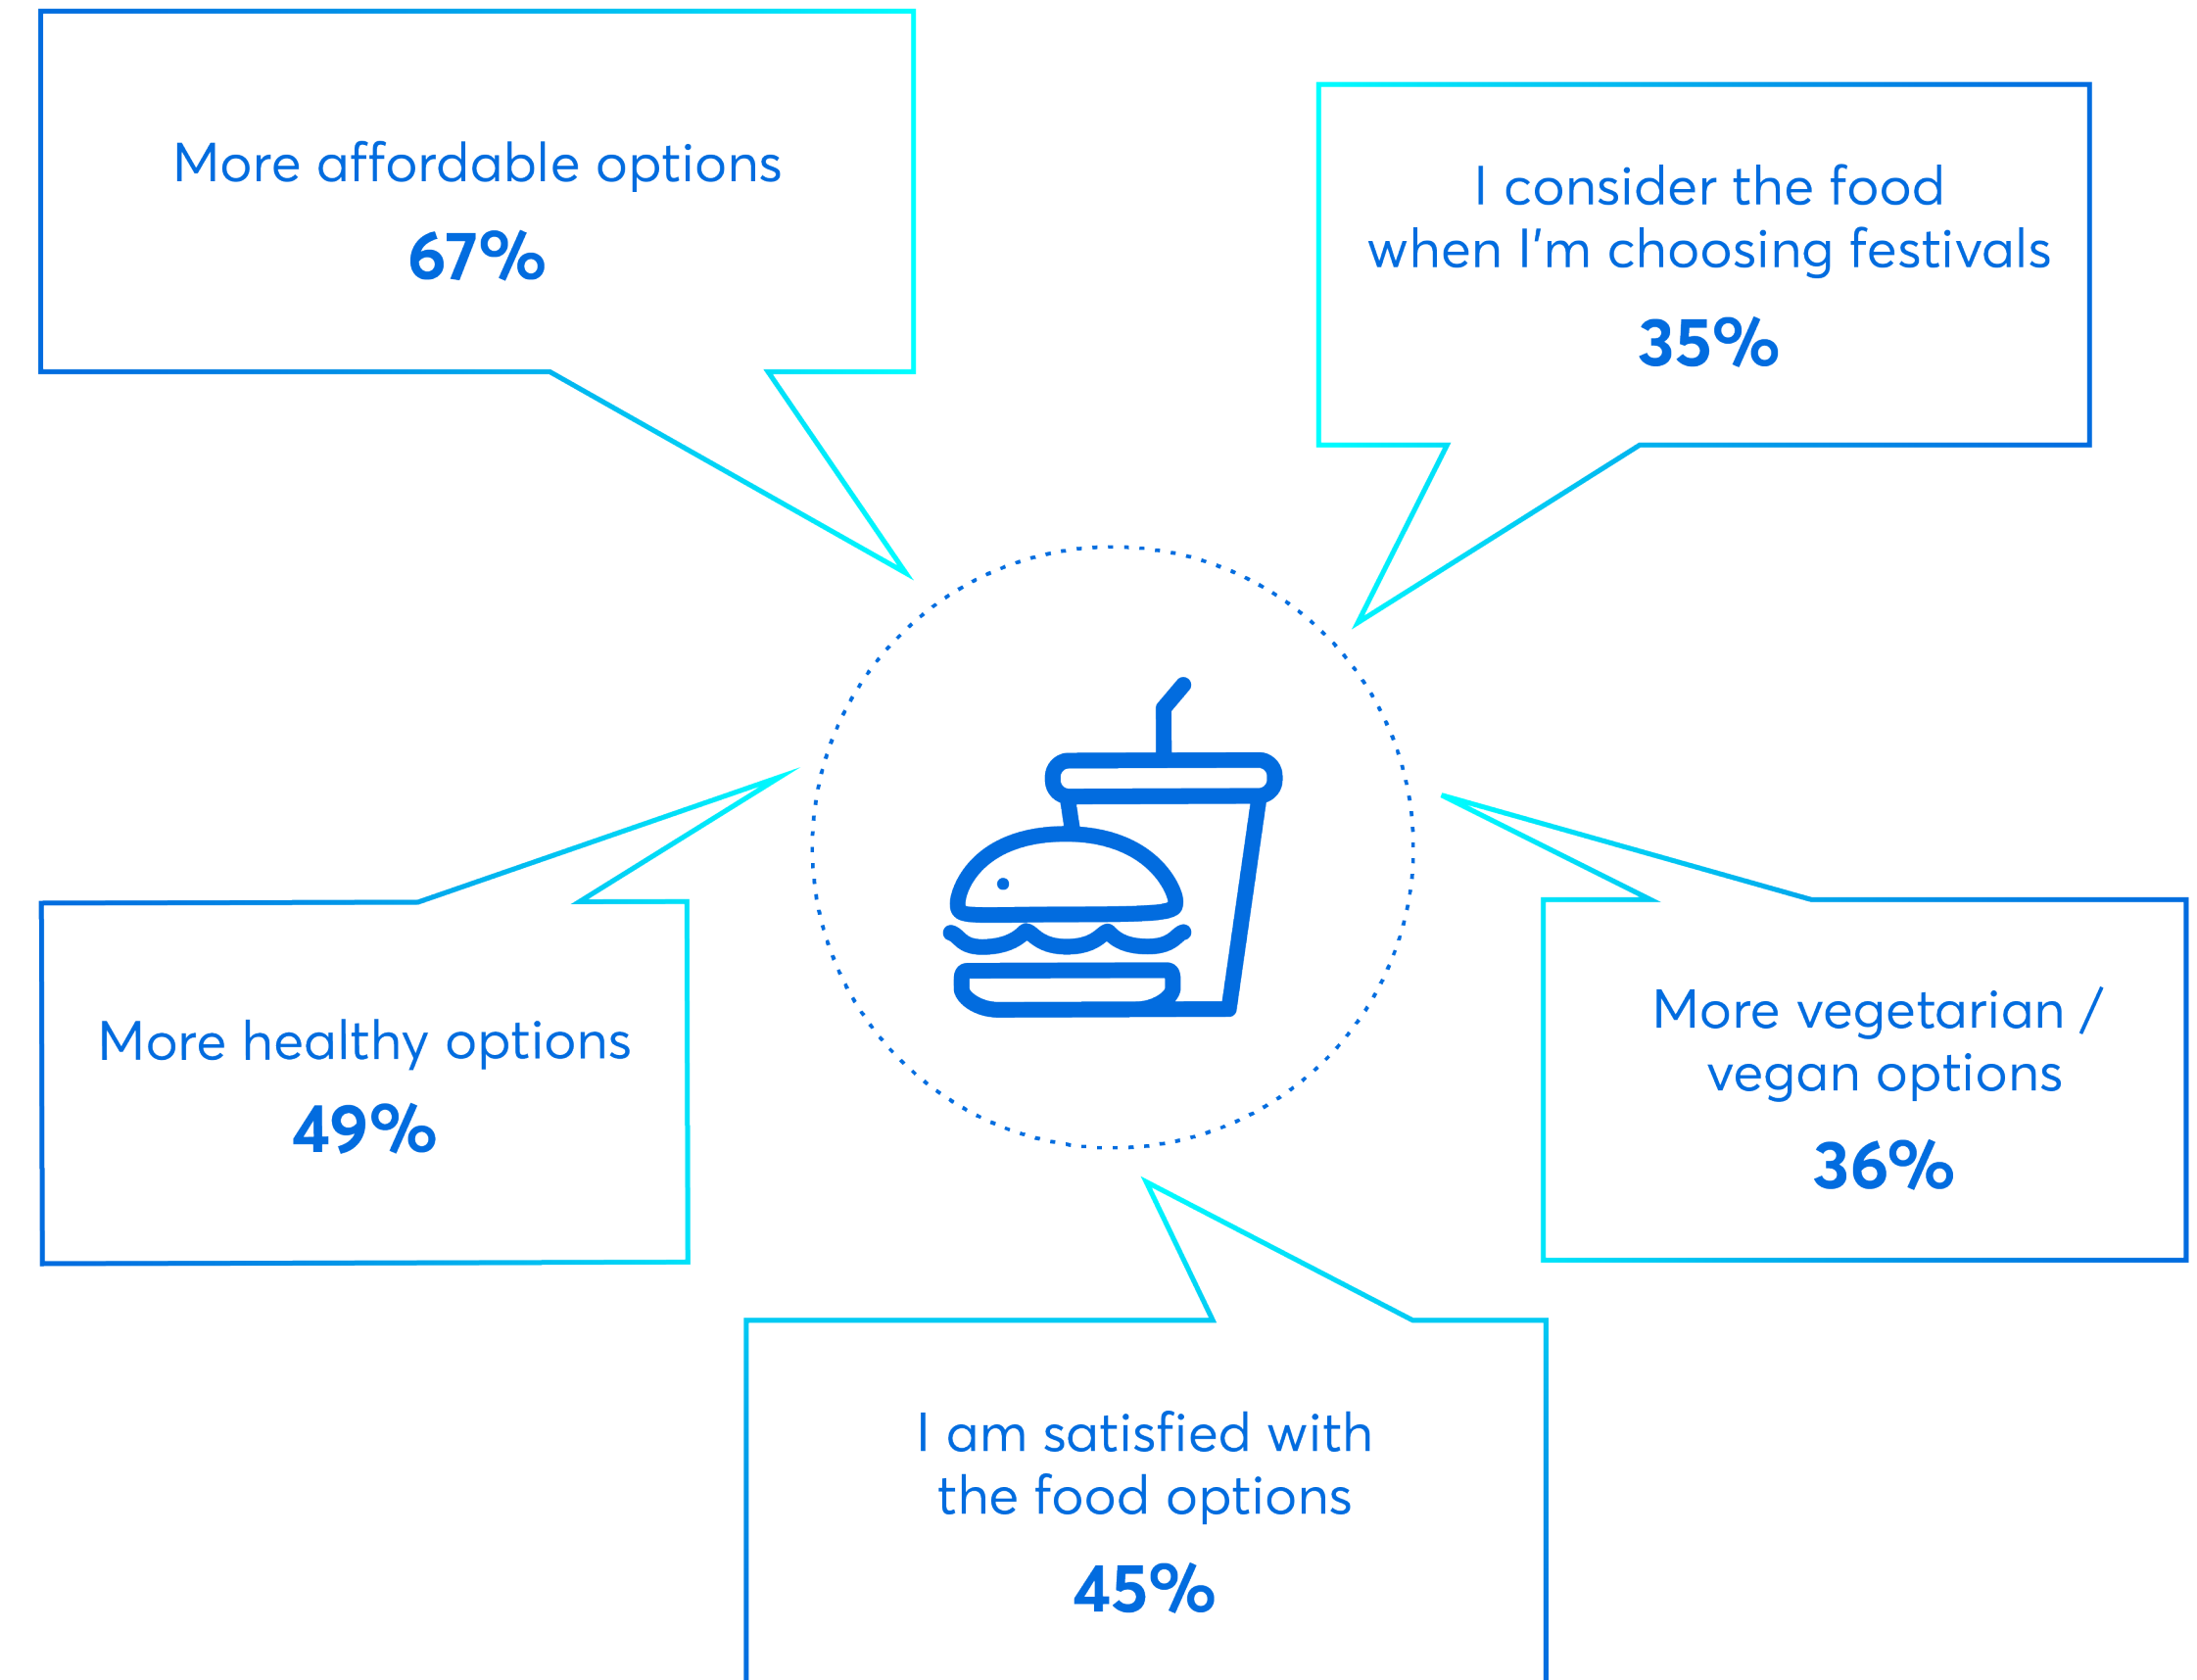 More affordable options
67%
I consider the food
when I'm choosing festivals
35%
More healthy options
49%
More vegetarian /
vegan options
36%
I am satisfied with
the food options
45%